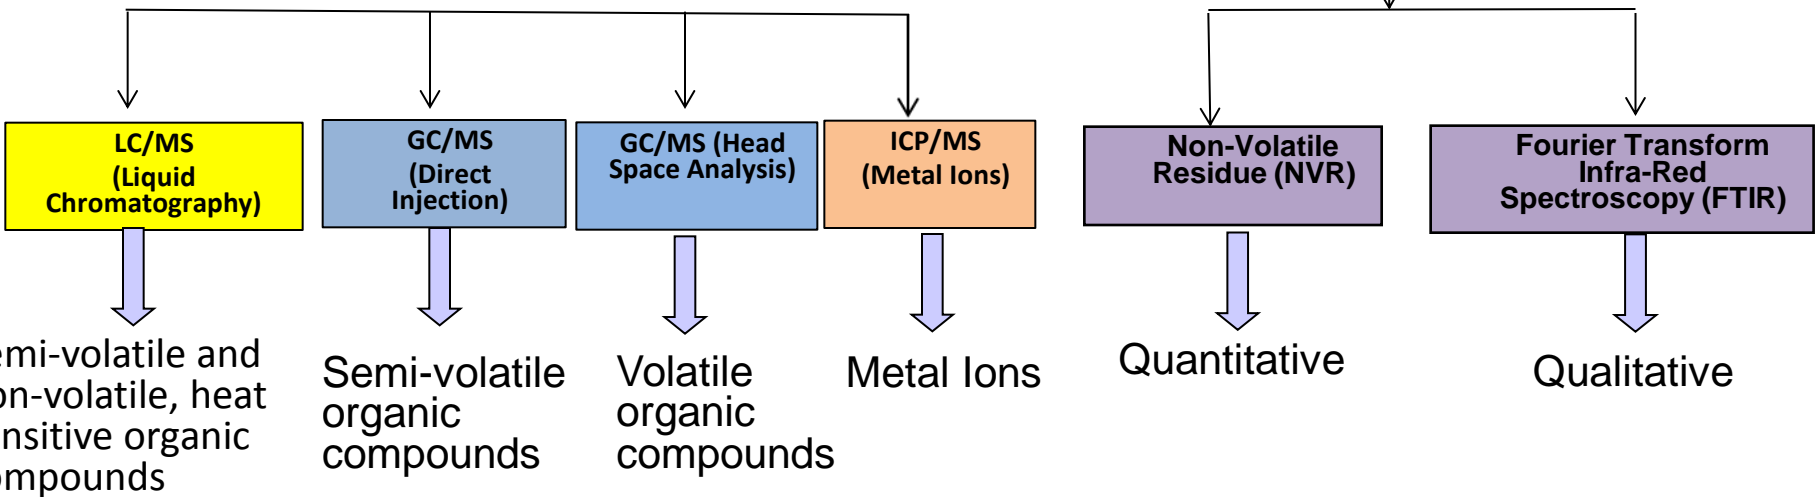 LC/MS
(Liquid
Chromatography)
GC/MS
(Direct
Injection)
GC/MS (Head
Space Analysis)
ICP/MS
(Metal Ions)
Non-Volatile
Residue (NVR)
Fourier Transform
Infra-Red
Spectroscopy (FTIR)
emi-volatile and
on-volatile, heat
ensitive organic
ompounds
Semi-volatile
organic
compounds
Volatile
organic
compounds
Metal Ions
Quantitative
Qualitative